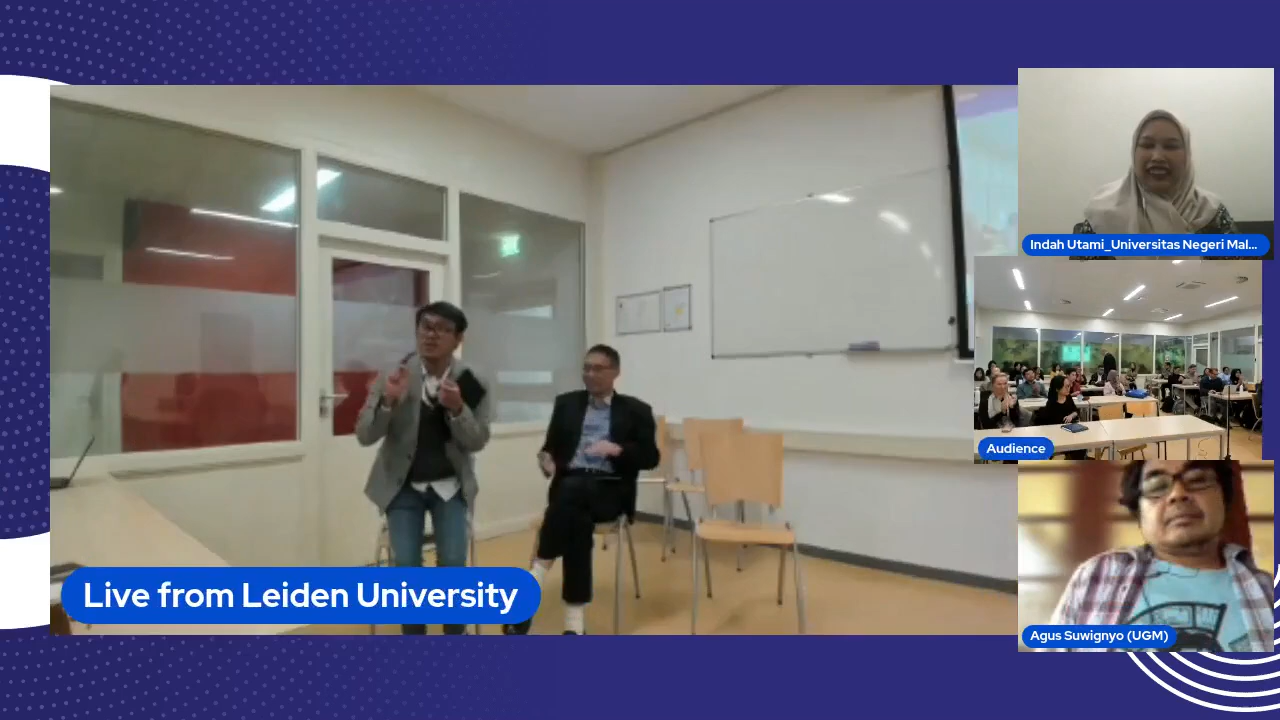 Indah Utami_Universitas Negeri Mal...
Audience
Live from Leiden University
Agus Suwignyo (UGM)